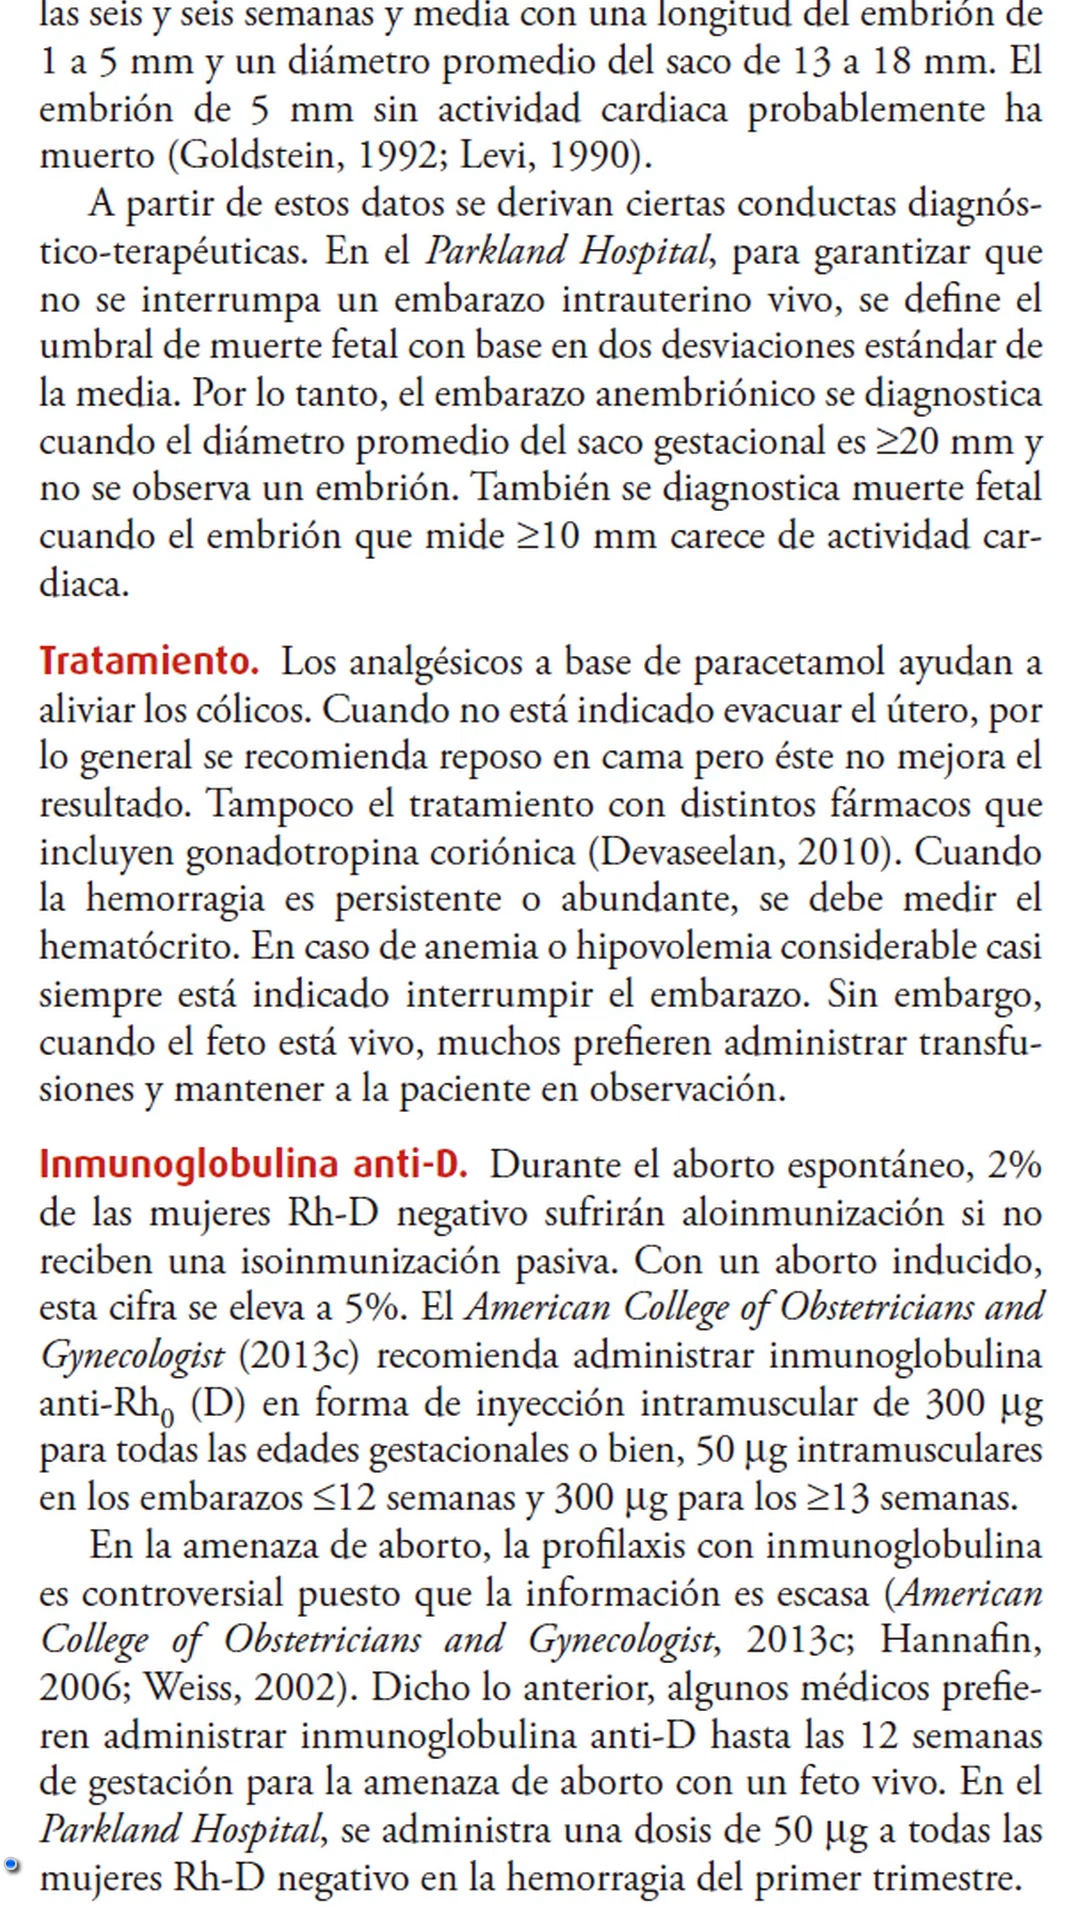 las seis y seis semanas y media con una longitud del embrión de
1 a 5 mm y un diámetro promedio del saco de 13 a 18 mm. El
embrión de 5 mm sin actividad cardiaca probablemente ha
muerto (Goldstein, 1992; Levi, 1990).
A partir de estos datos se derivan ciertas conductas diagnós-
tico-terapéuticas. En el Parkland Hospital, para garantizar que
no se interrumpa un embarazo intrauterino vivo, se define el
umbral de muerte fetal con base en dos desviaciones estándar de
la media. Por lo tanto, el embarazo anembriónico se diagnostica
cuando el diámetro promedio del saco gestacional es ≥20 mm y
no se observa un embrión. También se diagnostica muerte fetal
cuando el embrión que mide ≥10 mm carece de actividad car-
diaca.
Tratamiento. Los analgésicos a base de paracetamol ayudan a
aliviar los cólicos. Cuando no está indicado evacuar el útero, por
lo general se recomienda reposo en cama pero éste no mejora el
resultado. Tampoco el tratamiento con distintos fármacos que
incluyen gonadotropina coriónica (Devaseelan, 2010). Cuando
la hemorragia es persistente o abundante, se debe medir el
hematócrito. En caso de anemia o hipovolemia considerable casi
siempre está indicado interrumpir el embarazo. Sin embargo,
cuando el feto está vivo, muchos prefieren administrar transfu-
siones y mantener a la paciente en observación.
Inmunoglobulina anti-D. Durante el aborto espontáneo, 2%
de las mujeres Rh-D negativo sufrirán aloinmunización si no
reciben una isoinmunización pasiva. Con un aborto inducido,
esta cifra se eleva a 5%. El American College of Obstetricians and
Gynecologist (2013c) recomienda administrar inmunoglobulina
anti-Rh₀ (D) en forma de inyección intramuscular de 300 μg
para todas las edades gestacionales o bien, 50 μg intramusculares
en los embarazos ≤12 semanas y 300 μg para los ≥13 semanas.
En la amenaza de aborto, la profilaxis con inmunoglobulina
es controversial puesto que la información es escasa (American
College of Obstetricians and Gynecologist, 2013c; Hannafin,
2006; Weiss, 2002). Dicho lo anterior, algunos médicos prefie-
ren administrar inmunoglobulina anti-D hasta las 12 semanas
de gestación para la amenaza de aborto con un feto vivo. En el
Parkland Hospital, se administra una dosis de 50 μg a todas las
mujeres Rh-D negativo en la hemorragia del primer trimestre.